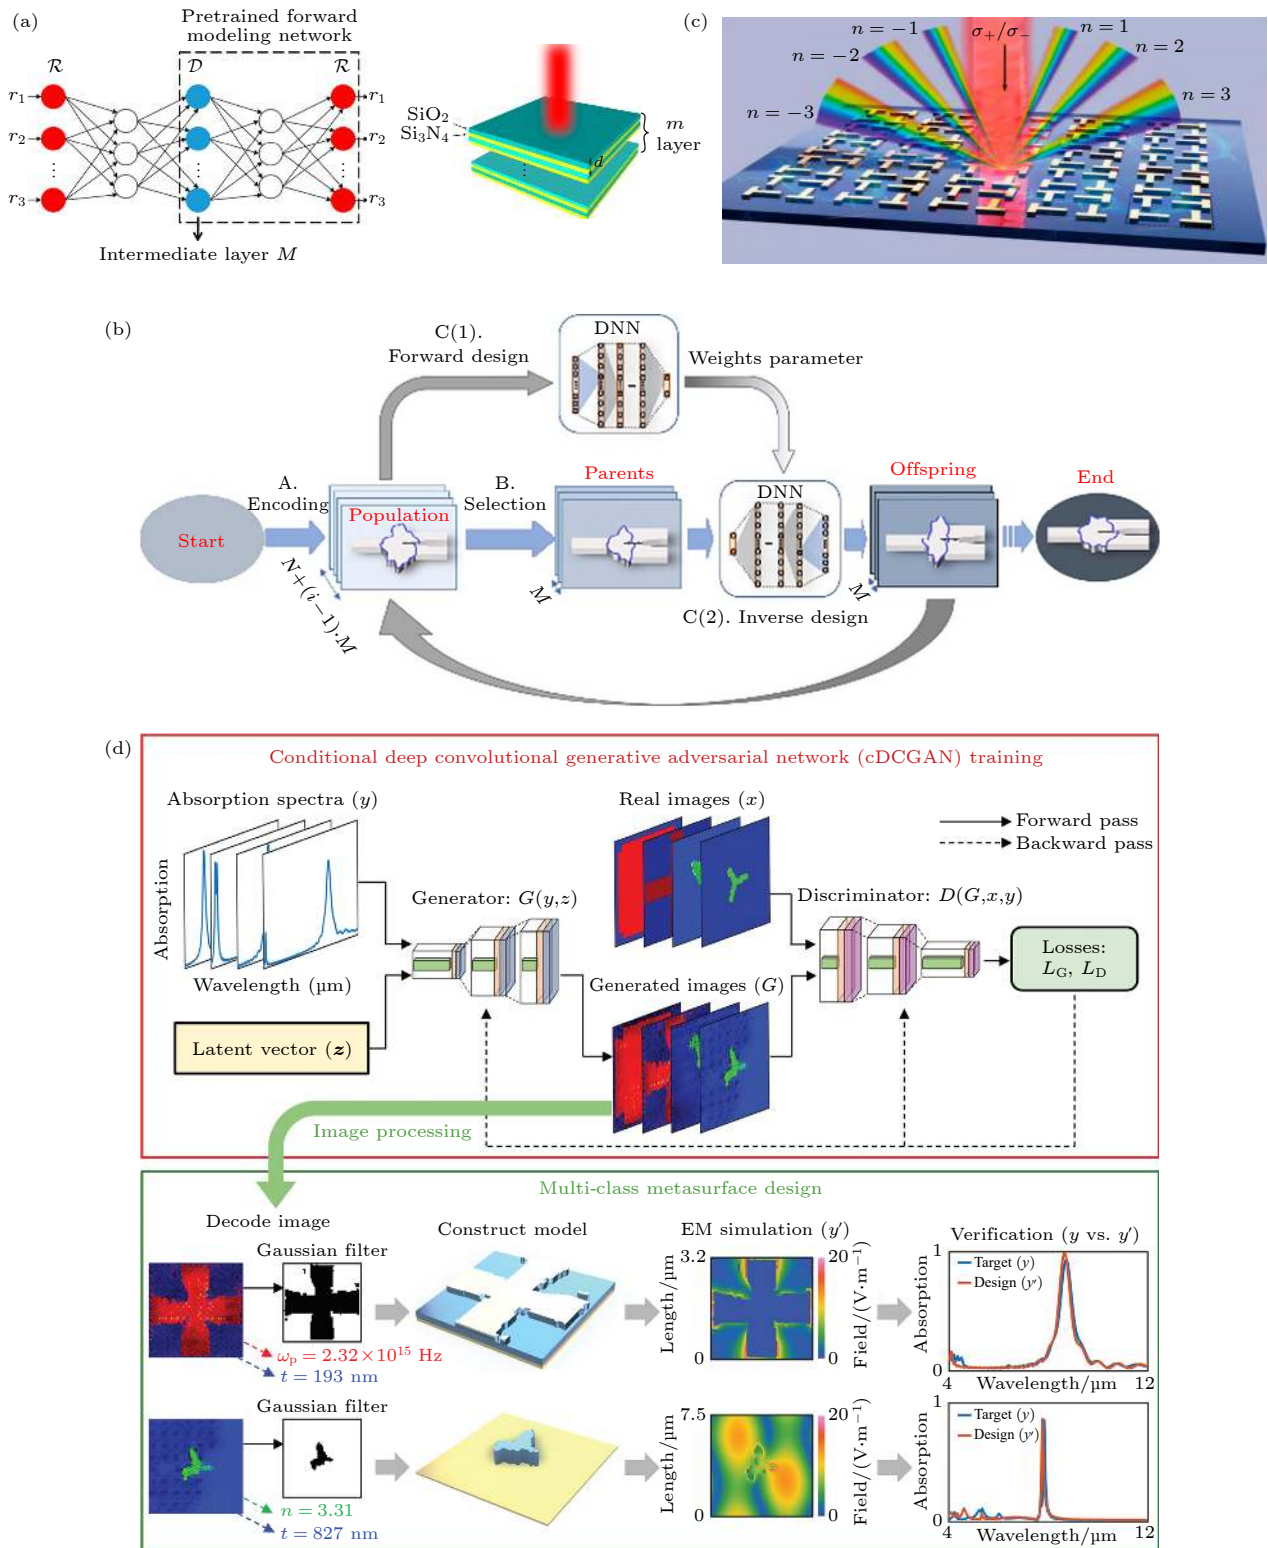 (a)
Pretrained forward
modeling network
ℛ
𝒟
ℛ
r₁
r₁
r₂
r₂
⋮
⋮
⋮
r₃
r₃
Intermediate layer M
SiO₂
Si₃N₄
d
⋮
m
layer
(c)
n=−3
n=−2
n=−1
σ₊/σ₋
n=1
n=2
n=3
(b)
C(1).
Forward design
DNN
Weights parameter
Start
A.
Encoding
Population
N+(i−1)·M
B.
Selection
Parents
M
DNN
C(2). Inverse design
Offspring
M
End
(d)
Conditional deep convolutional generative adversarial network (cDCGAN) training
Absorption spectra (y)
Absorption
Wavelength (μm)
Latent vector (z)
Generator: G(y,z)
Real images (x)
Generated images (G)
Forward pass
Backward pass
Discriminator: D(G,x,y)
Losses:
L_G, L_D
Image processing
Multi-class metasurface design
Decode image
Gaussian filter
ω_p = 2.32×10¹⁵ Hz
t = 193 nm
Construct model
EM simulation (y′)
3.2
Length/μm
0
20
Field/(V·m⁻¹)
0
Verification (y vs. y′)
1
Target (y)
Design (y′)
Absorption
0
4
Wavelength/μm
12
Gaussian filter
n = 3.31
t = 827 nm
7.5
Length/μm
0
20
Field/(V·m⁻¹)
0
1
Target (y)
Design (y′)
Absorption
0
4
Wavelength/μm
12